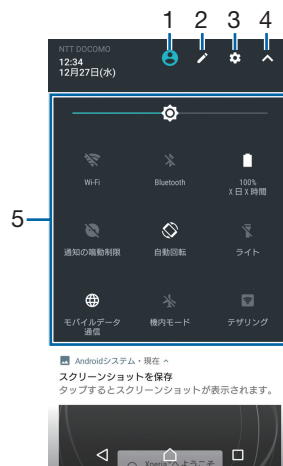 1 2 3 4
NTT DOCOMO
12:34
12月27日(水)
5
Wi-Fi
Bluetooth
100%
X 日 X 時間
通知の鳴動制限
自動回転
ライト
モバイルデータ
通信
機内モード
テザリング
Androidシステム・現在
スクリーンショットを保存
タップするとスクリーンショットが表示されます。
Xperia™へようこそ